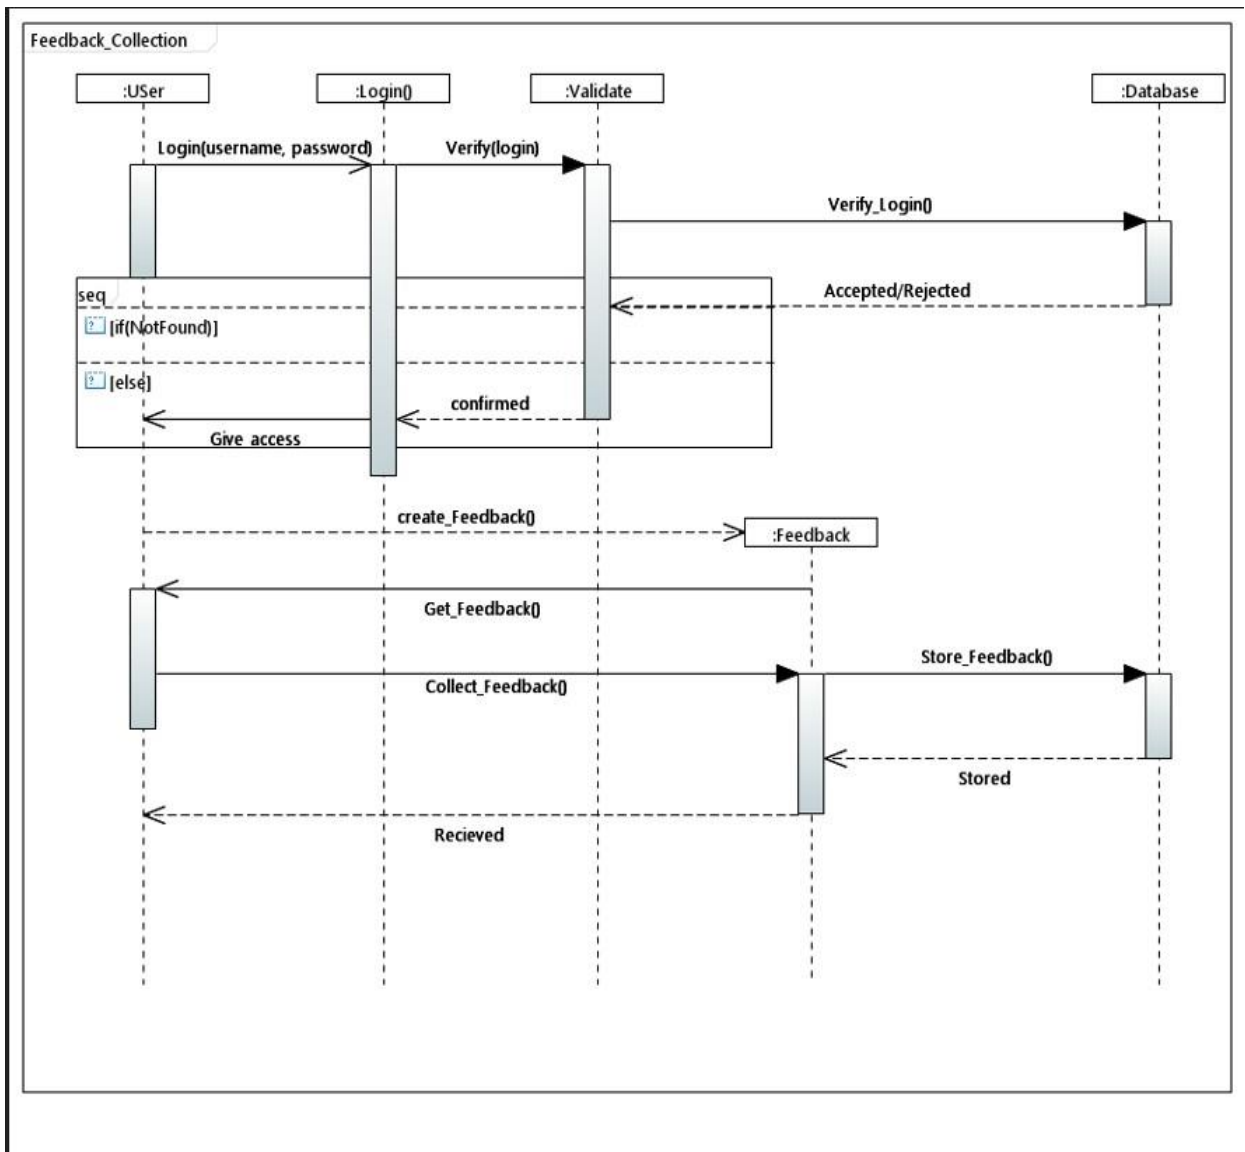 Feedback_Collection
:USer
:Login()
:Validate
:Database
Login(username, password)
Verify(login)
Verify_Login()
seq
Accepted/Rejected
[if(NotFound)]
[else]
confirmed
Give access
create_Feedback()
:Feedback
Get_Feedback()
Store_Feedback()
Collect_Feedback()
Stored
Recieved